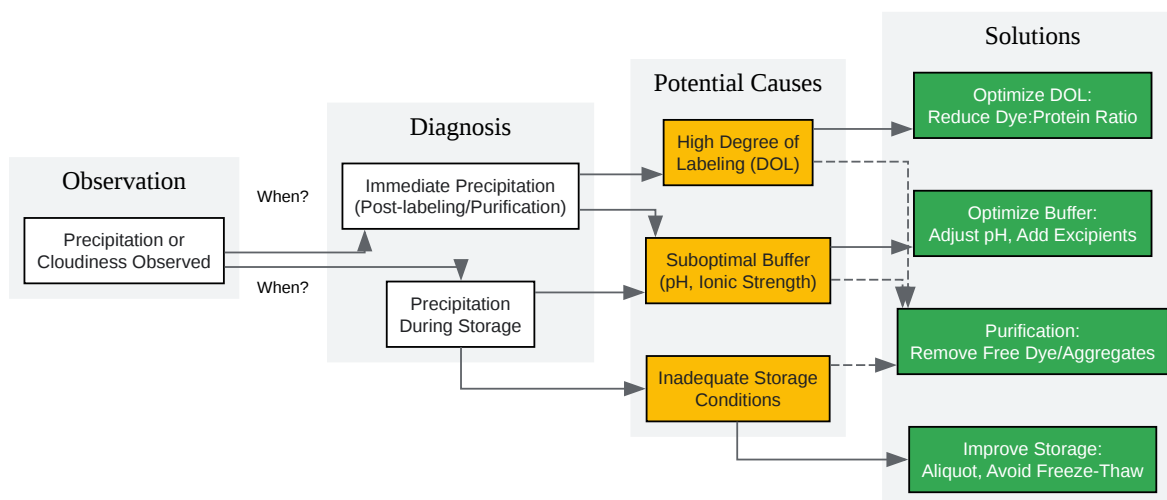 Observation
Precipitation or
Cloudiness Observed
When?
When?
Diagnosis
Immediate Precipitation
(Post-labeling/Purification)
Precipitation
During Storage
Potential Causes
High Degree of
Labeling (DOL)
Suboptimal Buffer
(pH, Ionic Strength)
Inadequate Storage
Conditions
Solutions
Optimize DOL:
Reduce Dye:Protein Ratio
Optimize Buffer:
Adjust pH, Add Excipients
Purification:
Remove Free Dye/Aggregates
Improve Storage:
Aliquot, Avoid Freeze-Thaw